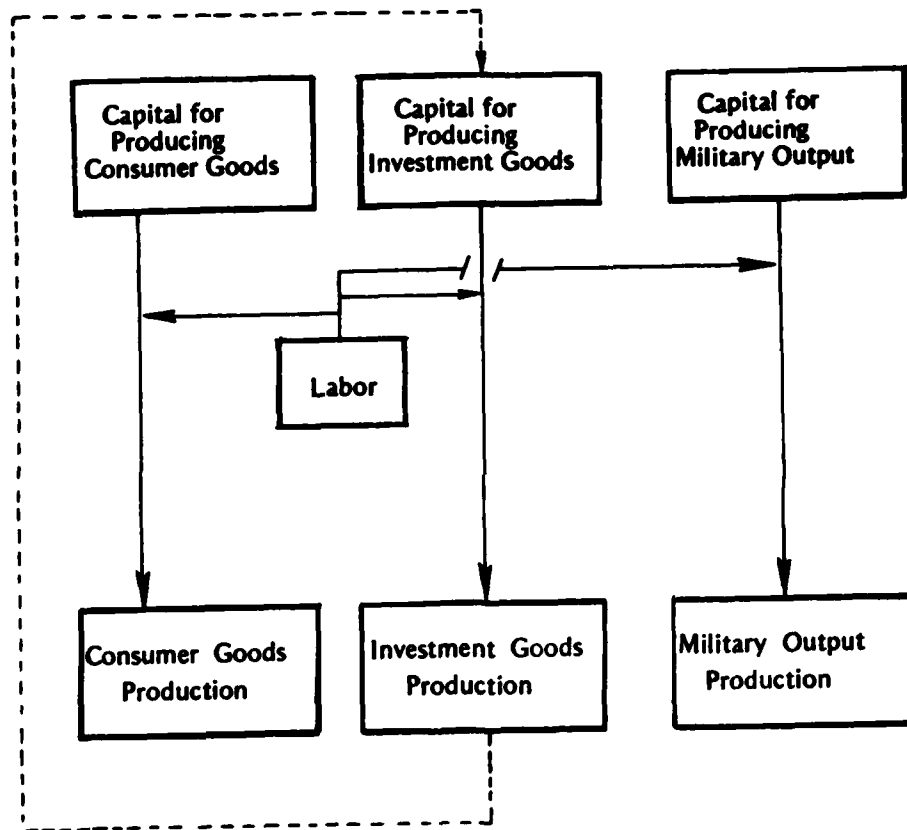 Capital for
Producing
Consumer Goods
Capital for
Producing
Investment Goods
Capital for
Producing
Military Output
Labor
Consumer Goods
Production
Investment Goods
Production
Military Output
Production